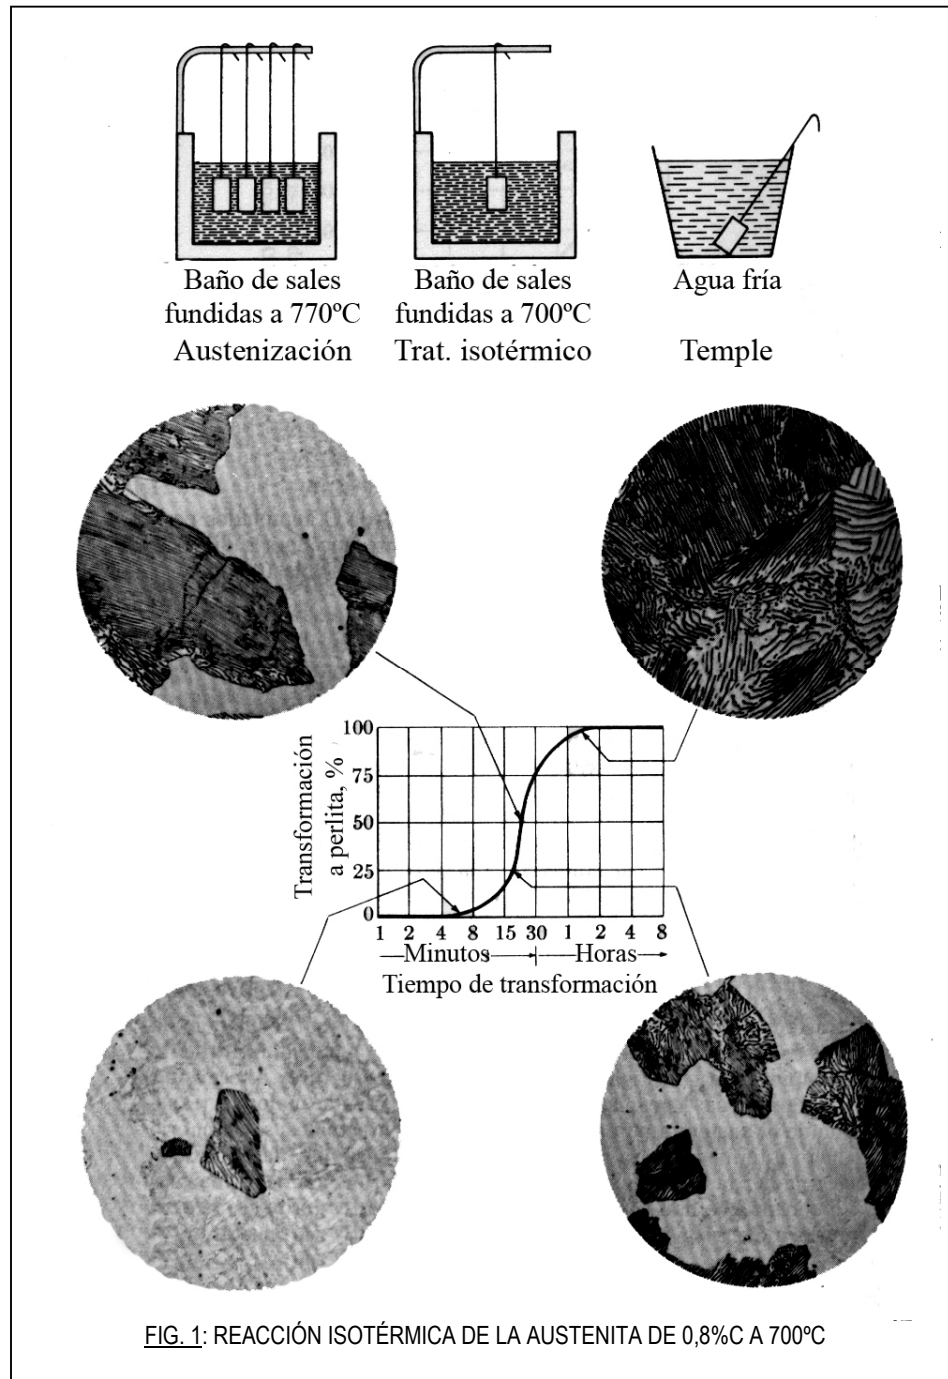 Baño de sales
fundidas a 770ºC
Austenización
Baño de sales
fundidas a 700ºC
Trat. isotérmico
Agua fría
Temple
Transformación
a perlita, %
100
75
50
25
0
1 2 4 8 15 30 1 2 4 8
Minutos Horas
Tiempo de transformación
FIG. 1: REACCIÓN ISOTÉRMICA DE LA AUSTENITA DE 0,8%C A 700ºC